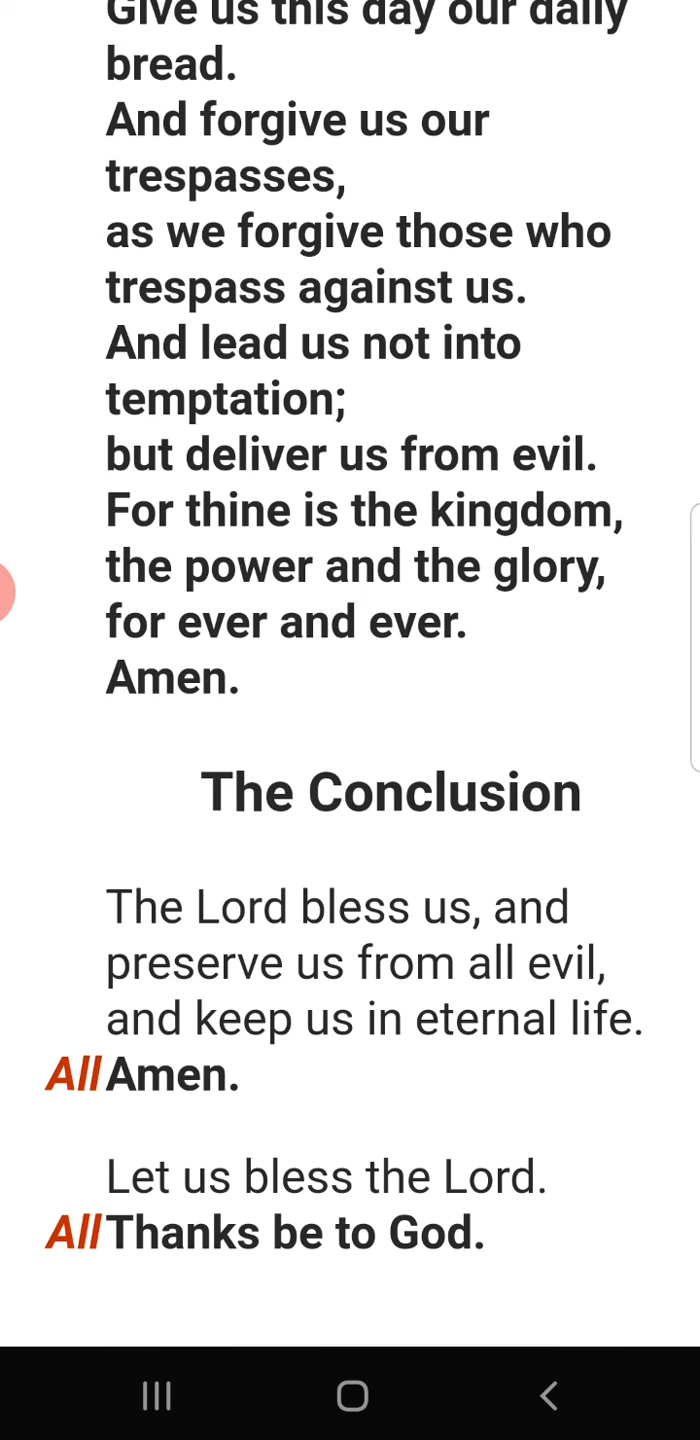 Give us this day our daily
bread.
And forgive us our
trespasses,
as we forgive those who
trespass against us.
And lead us not into
temptation;
but deliver us from evil.
For thine is the kingdom,
the power and the glory,
for ever and ever.
Amen.
The Conclusion
The Lord bless us, and
preserve us from all evil,
and keep us in eternal life.
All Amen.
Let us bless the Lord.
All Thanks be to God.